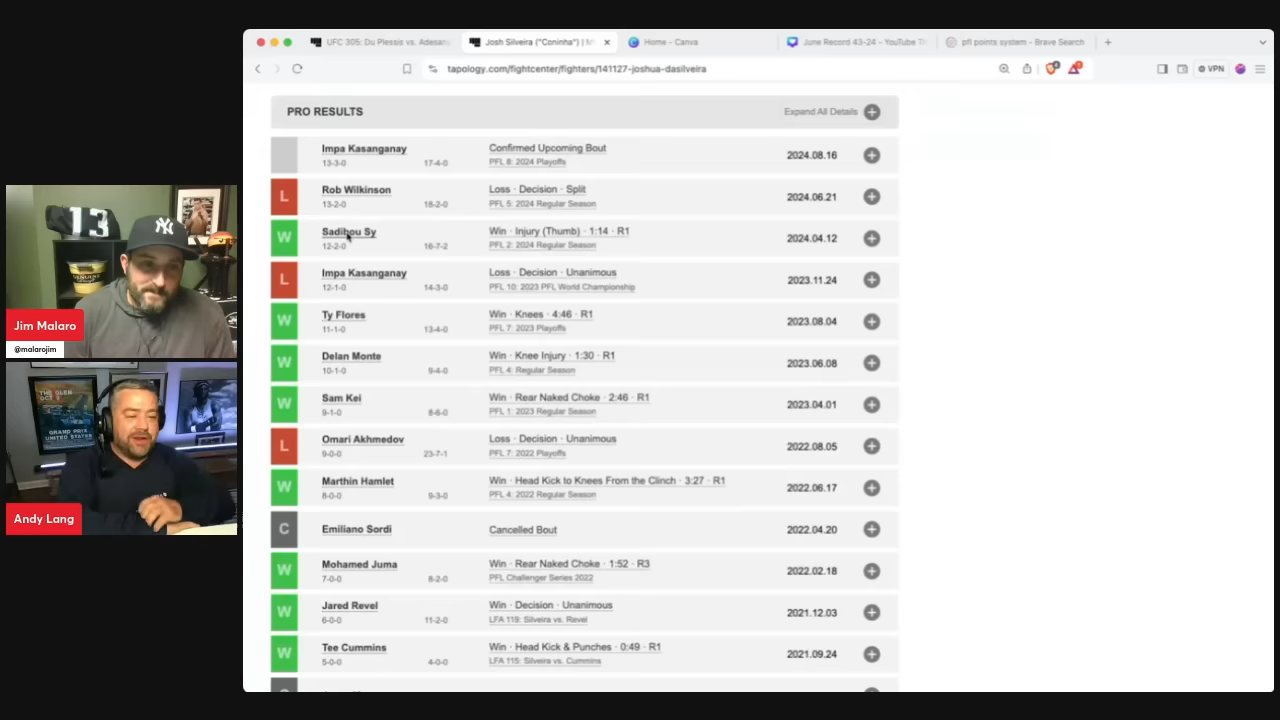 UFC 305: Du Plessis vs. Adesan
Josh Silveira ("Coninha") | M
Home - Canva
June Record 43-24 - YouTube T
pfl points system - Brave Search
tapology.com/fightcenter/fighters/141127-joshua-dasilveira
VPN
PRO RESULTS
Expand All Details
Impa Kasanganay
Confirmed Upcoming Bout
2024.08.16
13-3-0
17-4-0
PFL 8: 2024 Playoffs
L
Rob Wilkinson
Loss · Decision · Split
2024.06.21
13-2-0
18-2-0
PFL 5: 2024 Regular Season
W
Sadibou Sy
Win · Injury (Thumb) · 1:14 · R1
2024.04.12
12-2-0
16-7-2
PFL 2: 2024 Regular Season
L
Impa Kasanganay
Loss · Decision · Unanimous
2023.11.24
12-1-0
14-3-0
PFL 10: 2023 PFL World Championship
W
Ty Flores
Win · Knees · 4:46 · R1
2023.08.04
11-1-0
13-4-0
PFL 7: 2023 Playoffs
W
Delan Monte
Win · Knee Injury · 1:30 · R1
2023.06.08
10-1-0
9-4-0
PFL 4: Regular Season
W
Sam Kei
Win · Rear Naked Choke · 2:46 · R1
2023.04.01
9-1-0
8-6-0
PFL 1: 2023 Regular Season
L
Omari Akhmedov
Loss · Decision · Unanimous
2022.08.05
9-0-0
23-7-1
PFL 7: 2022 Playoffs
W
Marthin Hamlet
Win · Head Kick to Knees From the Clinch · 3:27 · R1
2022.06.17
8-0-0
9-3-0
PFL 4: 2022 Regular Season
C
Emiliano Sordi
Cancelled Bout
2022.04.20
W
Mohamed Juma
Win · Rear Naked Choke · 1:52 · R3
2022.02.18
7-0-0
8-2-0
PFL Challenger Series 2022
W
Jared Revel
Win · Decision · Unanimous
2021.12.03
6-0-0
11-2-0
LFA 119: Silveira vs. Revel
W
Tee Cummins
Win · Head Kick & Punches · 0:49 · R1
2021.09.24
5-0-0
4-0-0
LFA 115: Silveira vs. Cummins
13
NY
Jim Malaro
@malarojim
THE GLEN
GRAND PRIX
UNITED STATES
Andy Lang